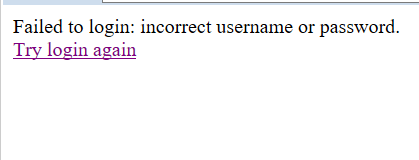 Failed to login: incorrect username or password.
Try login again